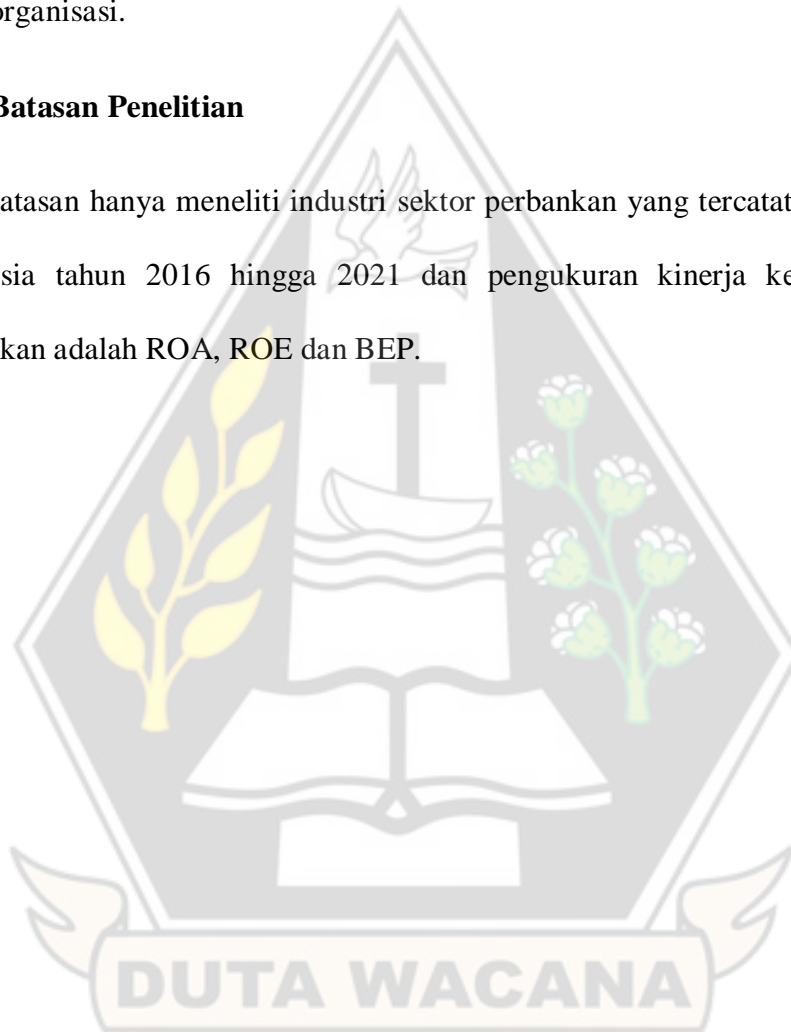 organisasi.
Batasan Penelitian
atasan hanya meneliti industri sektor perbankan yang tercatat
sia tahun 2016 hingga 2021 dan pengukuran kinerja ke
kan adalah ROA, ROE dan BEP.
DUTA WACANA